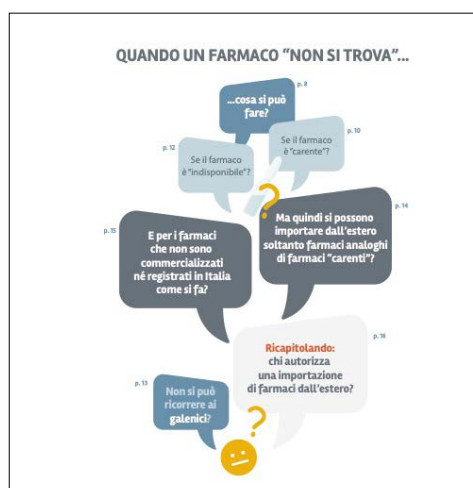 QUANDO UN FARMACO “NON SI TROVA”...
p. 8
...cosa si può
fare?
p. 10
Se il farmaco
è “carente”?
p. 12
Se il farmaco
è “indisponibile”?
p. 14
Ma quindi si possono
importare dall’estero
soltanto farmaci analoghi
di farmaci “carenti”?
p. 15
E per i farmaci
che non sono
commercializzati
né registrati in Italia
come si fa?
p. 16
Ricapitolando:
chi autorizza
una importazione
di farmaci dall’estero?
p. 13
Non si può
ricorrere ai
galenici?